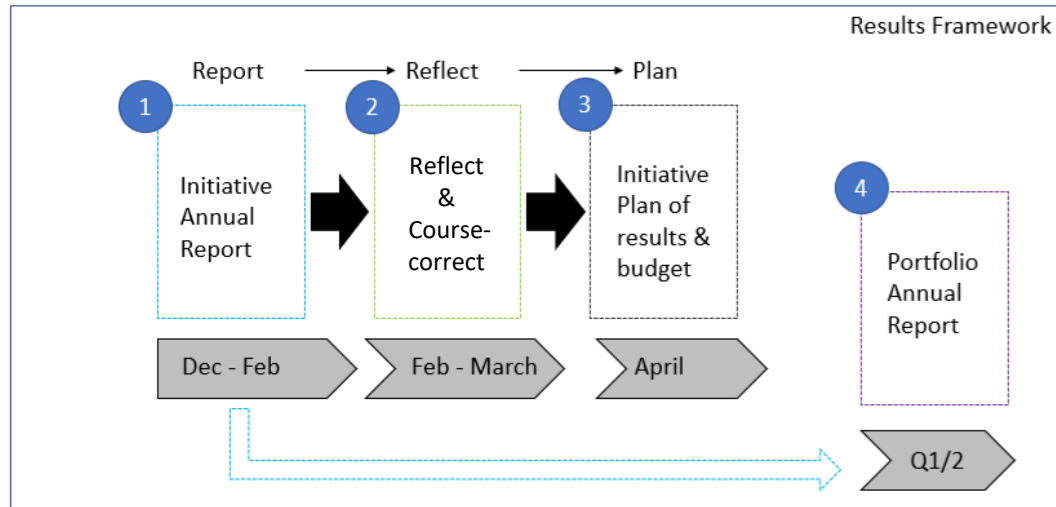 Results Framework
Report
Reflect
Plan
1
2
3
Initiative
Annual
Report
Reflect
&
Course-
correct
Initiative
Plan of
results &
budget
4
Portfolio
Annual
Report
Dec - Feb
Feb - March
April
Q1/2